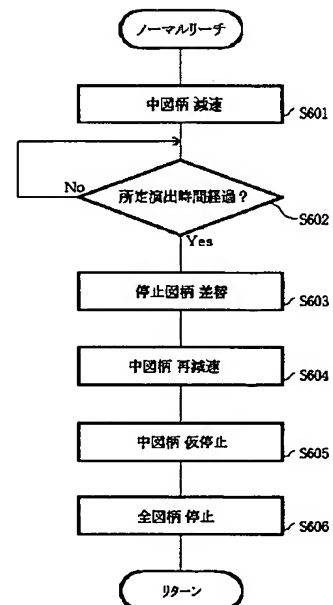 ノーマルリーチ
中図柄 減速
S601
No
所定演出時間経過?
S602
Yes
停止図柄 差替
S603
中図柄 再減速
S604
中図柄 仮停止
S605
全図柄 停止
S606
リターン